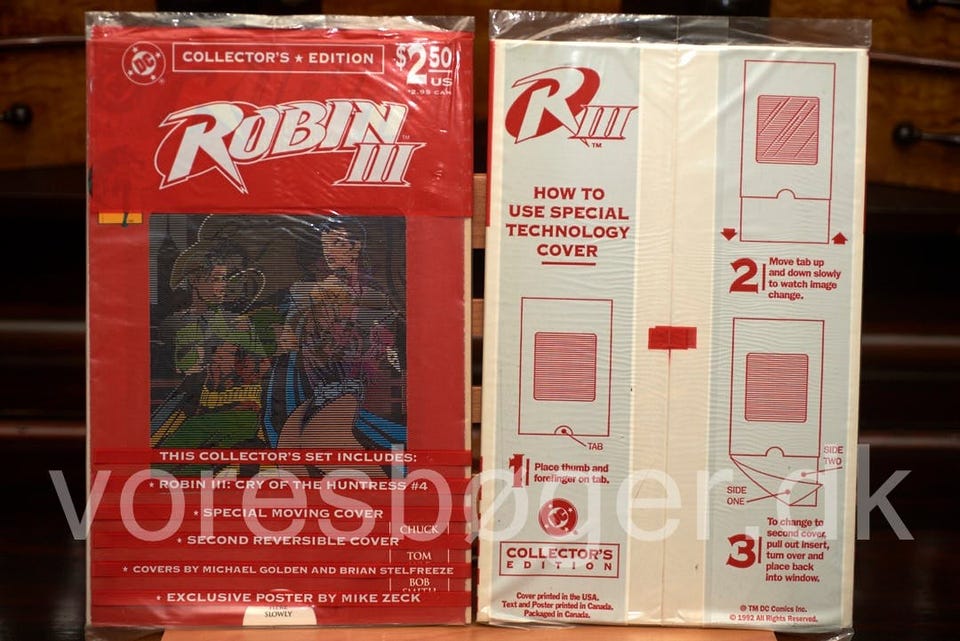 DC
COLLECTOR'S ★ EDITION
$2.50
US
$2.95 CAN
ROBIN
III
™
THIS COLLECTOR'S SET INCLUDES:
★ ROBIN III: CRY OF THE HUNTRESS #4
★ SPECIAL MOVING COVER
★ SECOND REVERSIBLE COVER
★ COVERS BY MICHAEL GOLDEN AND BRIAN STELFREEZE
★ EXCLUSIVE POSTER BY MIKE ZECK
CHUCK
TOM
BOB
SLOWLY
R III
™
HOW TO
USE SPECIAL
TECHNOLOGY
COVER
TAB
1 Place thumb and
forefinger on tab.
DC
COLLECTOR'S
EDITION
Cover printed in the USA.
Text and Poster printed in Canada.
Packaged in Canada.
2 Move tab up
and down slowly
to watch image
change.
SIDE
TWO
SIDE
ONE
3 To change to
second cover,
pull out insert,
turn over and
place back
into window.
® TM DC Comics Inc.
© 1992 All Rights Reserved.
voresbøger.dk